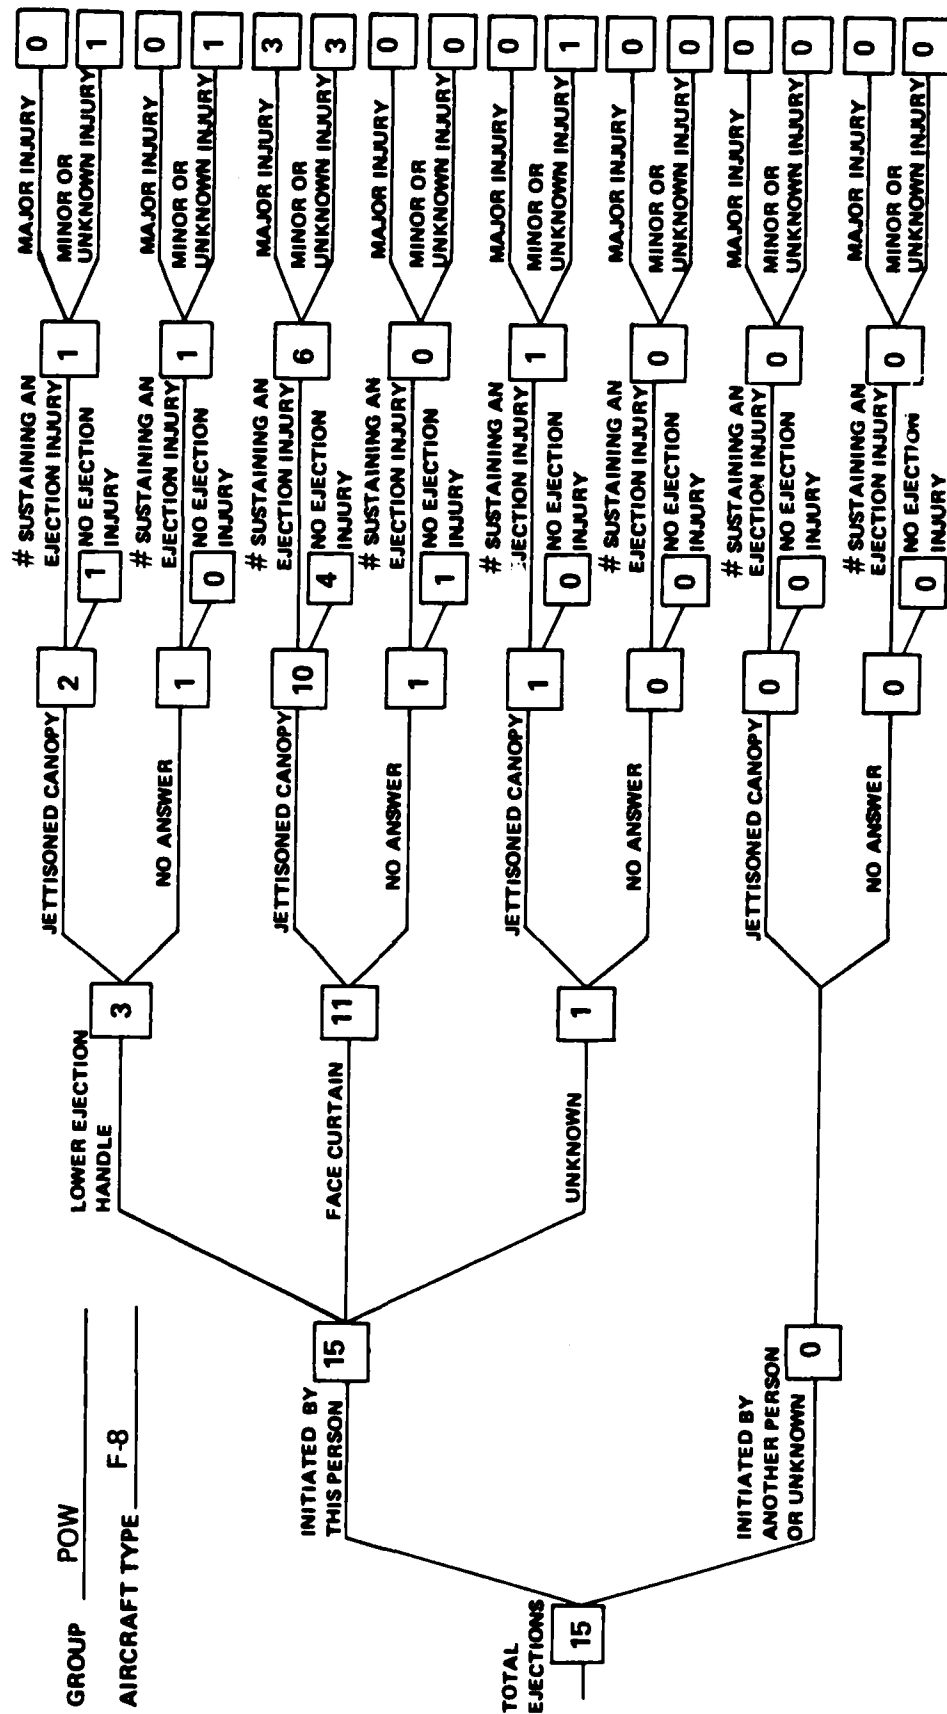 GROUP POW
AIRCRAFT TYPE F-8
TOTAL
EJECTIONS
15
INITIATED BY
THIS PERSON
15
LOWER EJECTION
HANDLE
3
JETTISONED CANOPY
2
# SUSTAINING AN
EJECTION INJURY
1
MAJOR INJURY
0
MINOR OR
UNKNOWN INJURY
1
NO EJECTION
INJURY
1
NO ANSWER
1
# SUSTAINING AN
EJECTION INJURY
1
MAJOR INJURY
0
MINOR OR
UNKNOWN INJURY
1
NO EJECTION
INJURY
0
FACE CURTAIN
11
JETTISONED CANOPY
10
# SUSTAINING AN
EJECTION INJURY
6
MAJOR INJURY
3
MINOR OR
UNKNOWN INJURY
3
NO EJECTION
INJURY
4
NO ANSWER
1
# SUSTAINING AN
EJECTION INJURY
0
MAJOR INJURY
0
MINOR OR
UNKNOWN INJURY
0
NO EJECTION
INJURY
1
UNKNOWN
1
JETTISONED CANOPY
1
# SUSTAINING AN
EJECTION INJURY
1
MAJOR INJURY
0
MINOR OR
UNKNOWN INJURY
1
NO EJECTION
INJURY
0
NO ANSWER
0
# SUSTAINING AN
EJECTION INJURY
0
MAJOR INJURY
0
MINOR OR
UNKNOWN INJURY
0
NO EJECTION
INJURY
0
INITIATED BY
ANOTHER PERSON
OR UNKNOWN
0
JETTISONED CANOPY
0
# SUSTAINING AN
EJECTION INJURY
0
MAJOR INJURY
0
MINOR OR
UNKNOWN INJURY
0
NO EJECTION
INJURY
0
NO ANSWER
0
# SUSTAINING AN
EJECTION INJURY
0
MAJOR INJURY
0
MINOR OR
UNKNOWN INJURY
0
NO EJECTION
INJURY
0